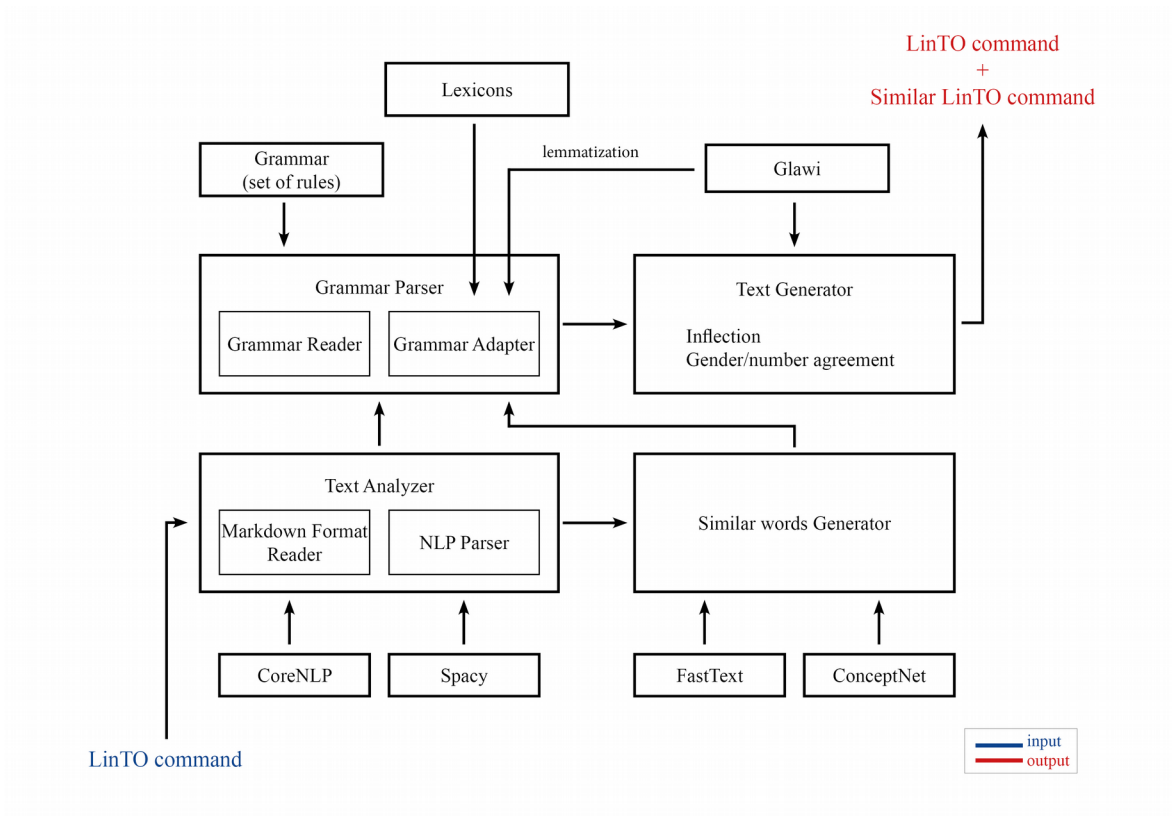 LinTO command
+
Similar LinTO command
Lexicons
Grammar
(set of rules)
lemmatization
Glawi
Grammar Parser
Grammar Reader
Grammar Adapter
Text Generator
Inflection
Gender/number agreement
Text Analyzer
Markdown Format
Reader
NLP Parser
Similar words Generator
CoreNLP
Spacy
FastText
ConceptNet
LinTO command
input
output